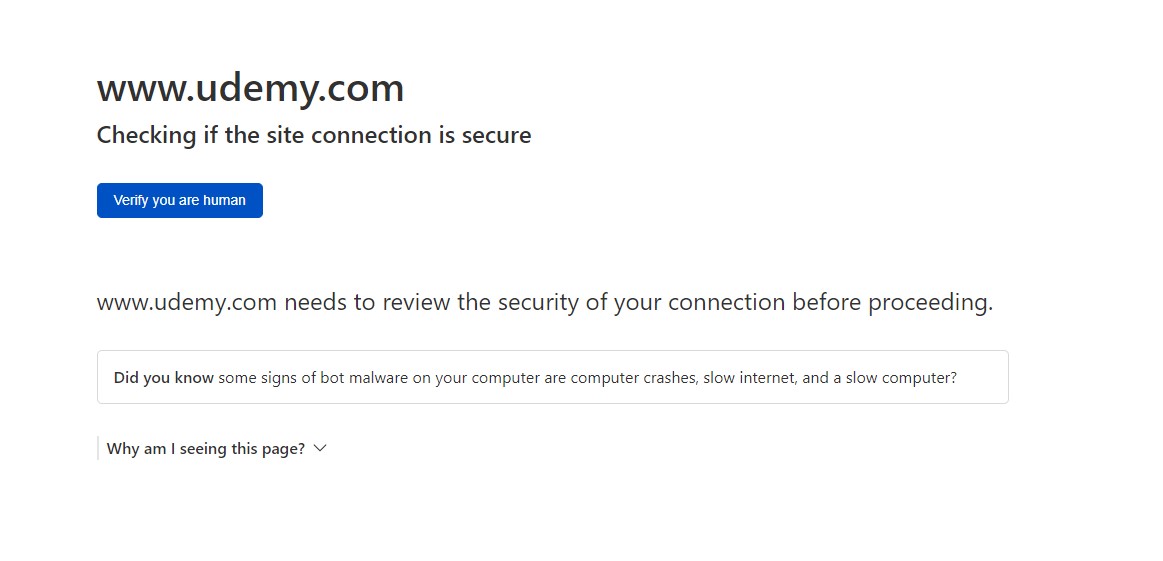 www.udemy.com
Checking if the site connection is secure
Verify you are human
www.udemy.com needs to review the security of your connection before proceeding.
Did you know some signs of bot malware on your computer are computer crashes, slow internet, and a slow computer?
Why am I seeing this page?